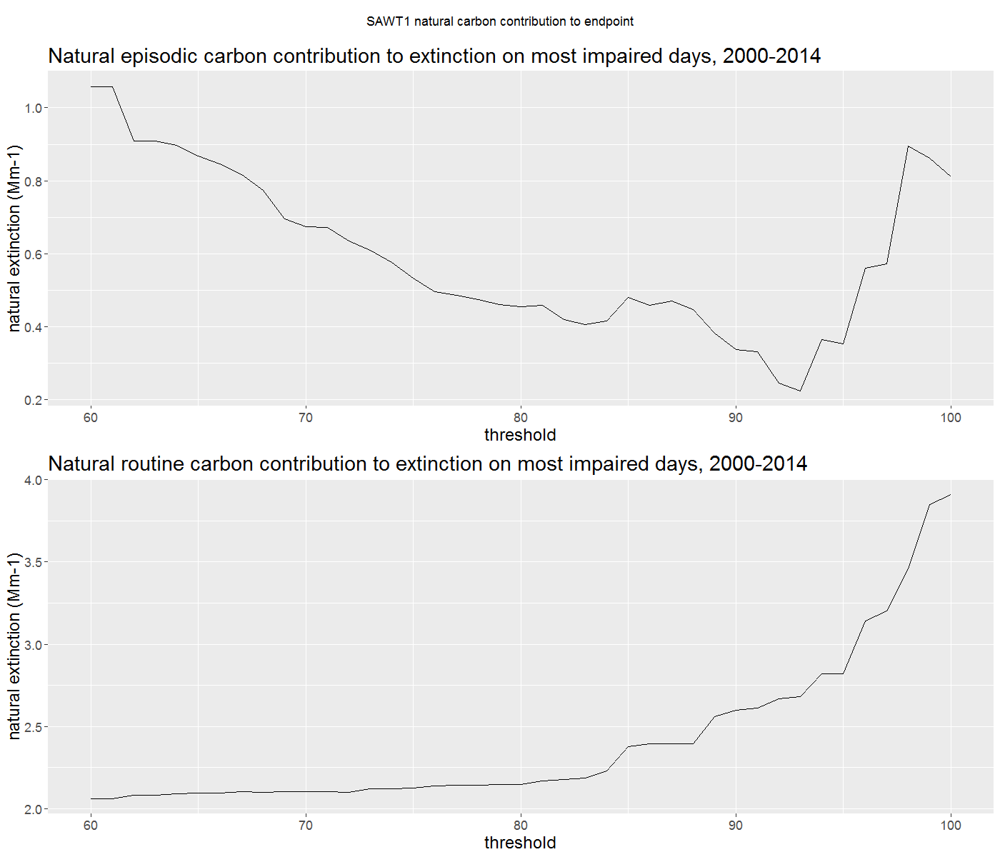 SAWT1 natural carbon contribution to endpoint
Natural episodic carbon contribution to extinction on most impaired days, 2000-2014
natural extinction (Mm-1)
1.0
0.8
0.6
0.4
0.2
60 70 80 90 100
threshold
Natural routine carbon contribution to extinction on most impaired days, 2000-2014
natural extinction (Mm-1)
4.0
3.5
3.0
2.5
2.0
60 70 80 90 100
threshold